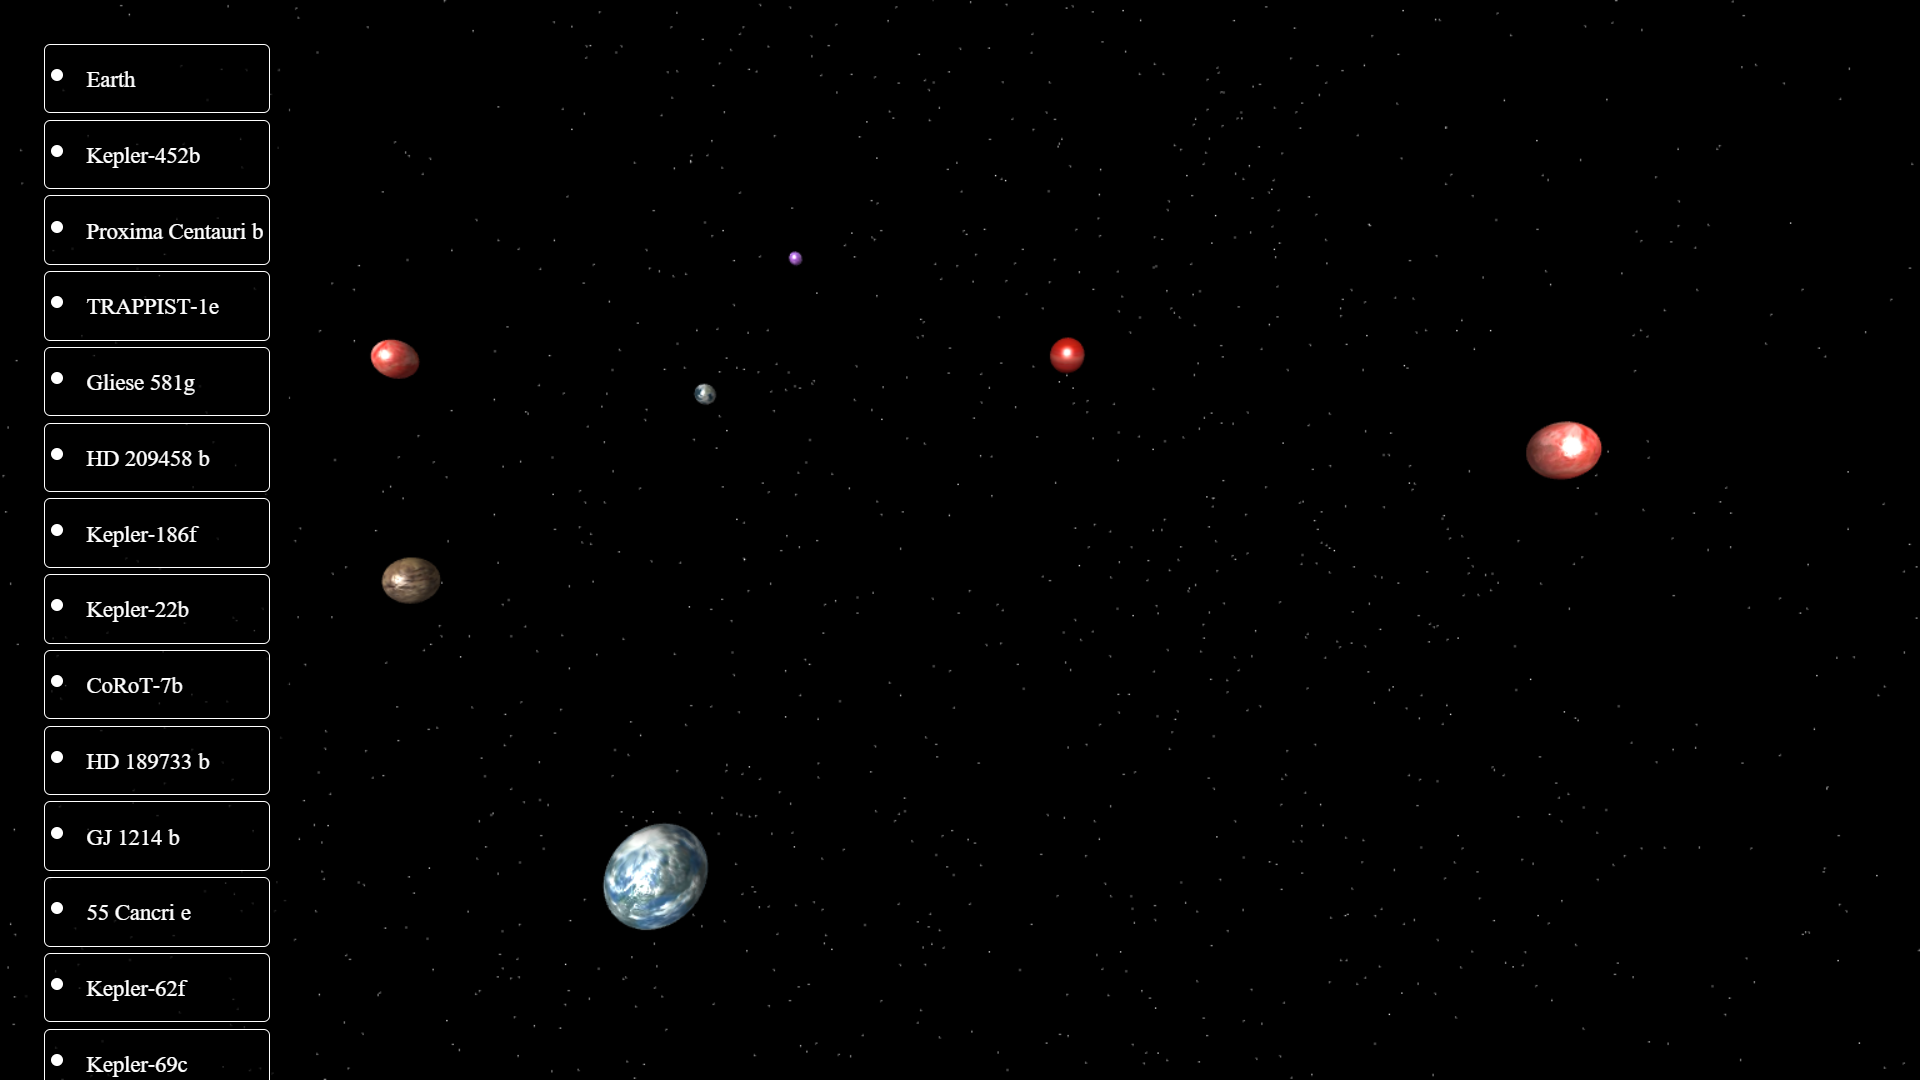 Earth
Kepler-452b
Proxima Centauri b
TRAPPIST-1e
Gliese 581g
HD 209458 b
Kepler-186f
Kepler-22b
CoRoT-7b
HD 189733 b
GJ 1214 b
55 Cancri e
Kepler-62f
Kepler-69c